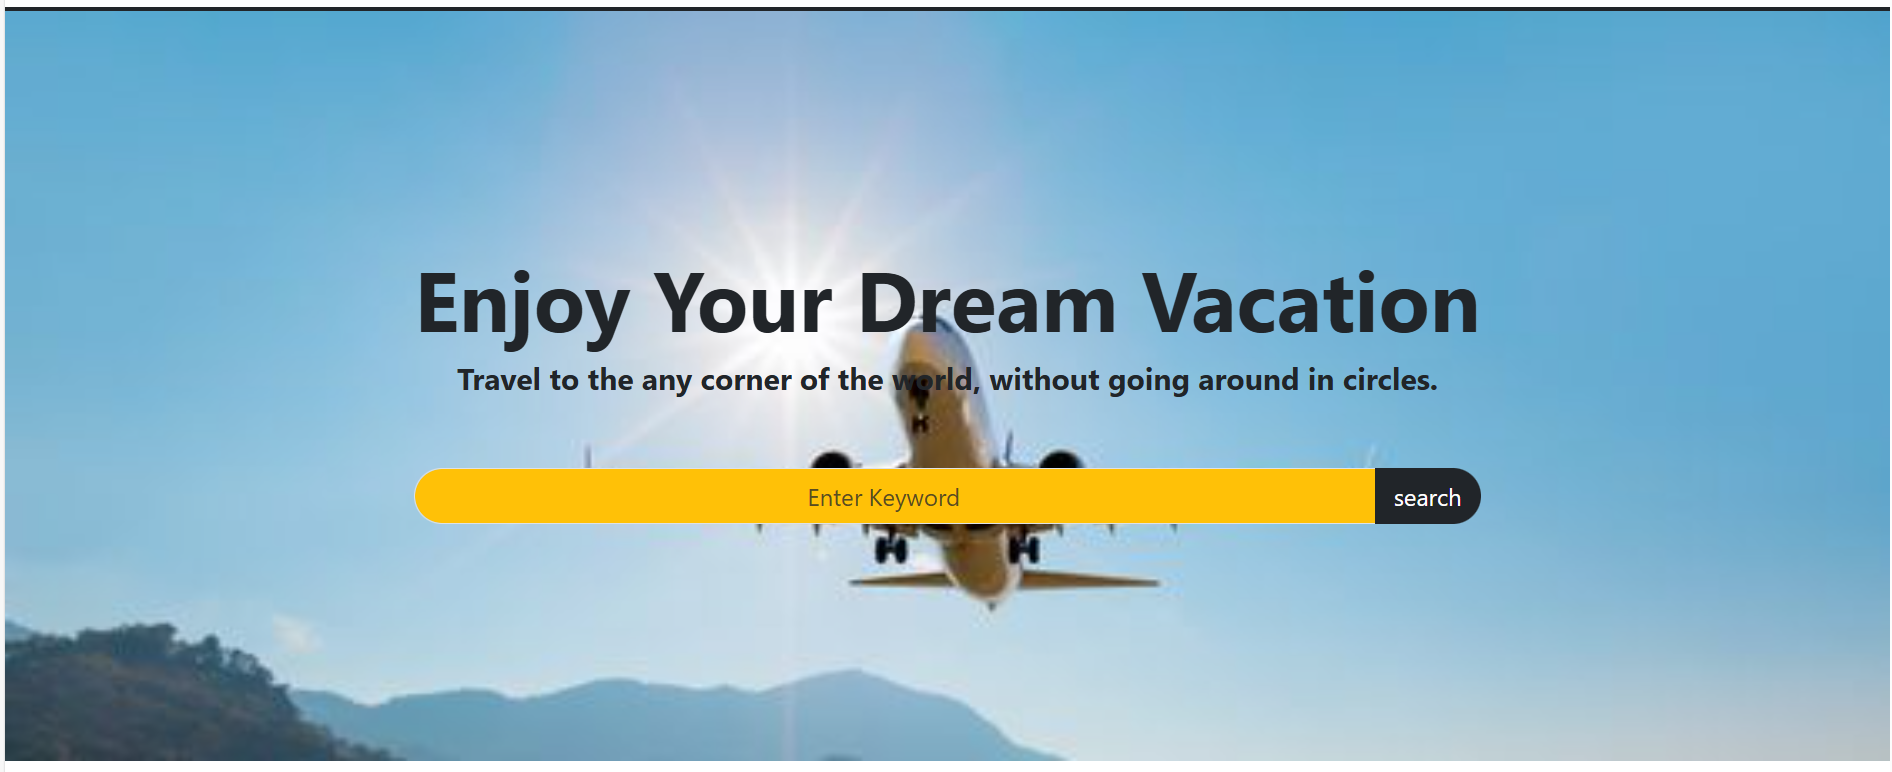 Enjoy Your Dream Vacation
Travel to the any corner of the world, without going around in circles.
Enter Keyword
search